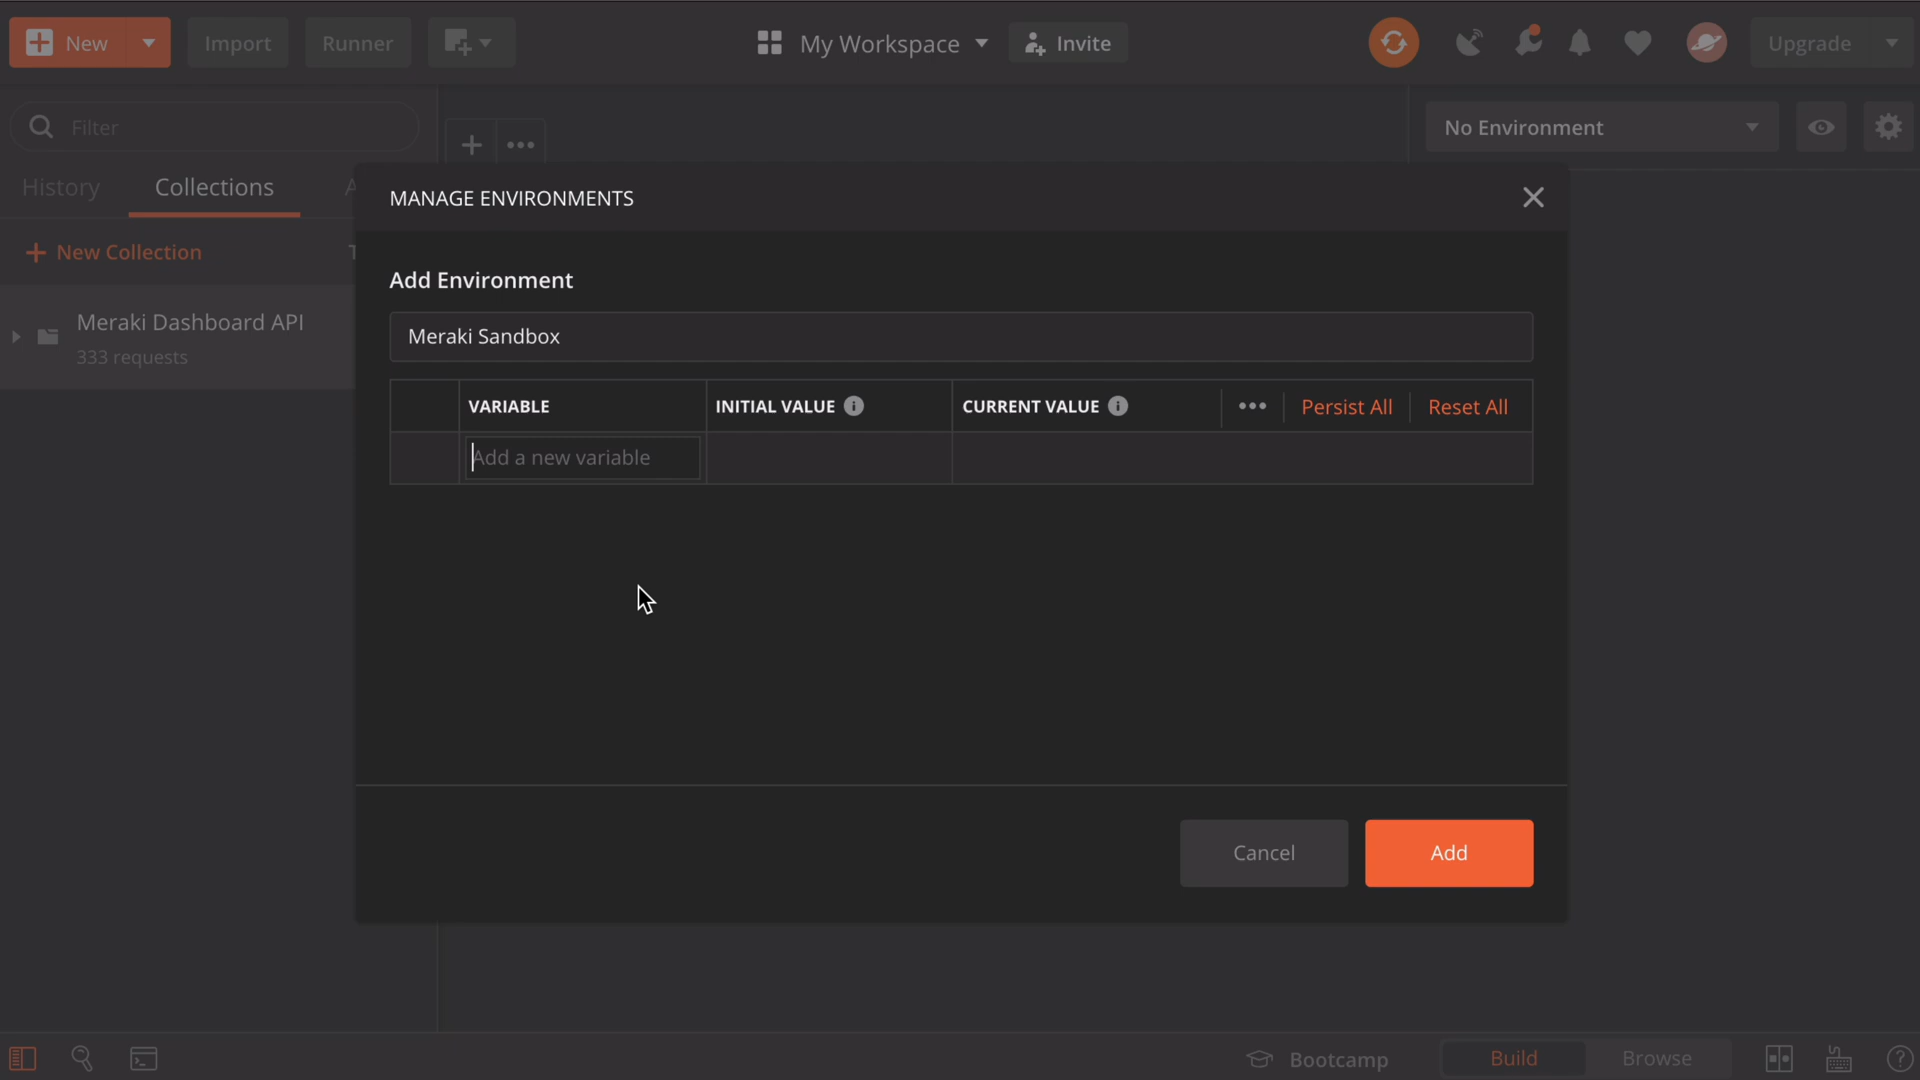 New
Import
Runner
My Workspace
Invite
Upgrade
Filter
No Environment
History
Collections
A
New Collection
T
Meraki Dashboard API
333 requests
MANAGE ENVIRONMENTS
Add Environment
Meraki Sandbox
VARIABLE
INITIAL VALUE
CURRENT VALUE
Persist All
Reset All
Add a new variable
Cancel
Add
Bootcamp
Build
Browse